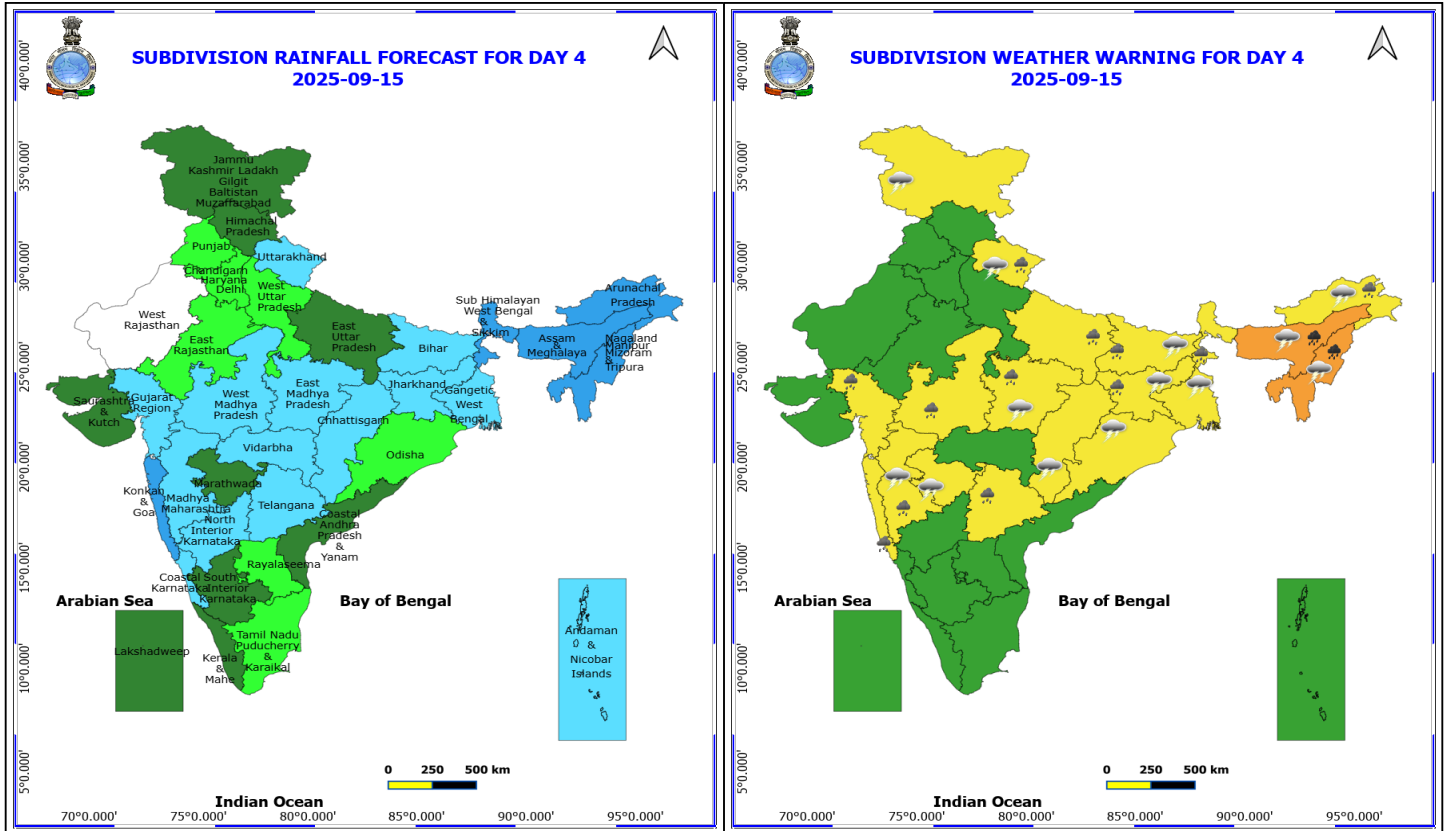 SUBDIVISION RAINFALL FORECAST FOR DAY 4
2025-09-15
40°0.000'
35°0.000'
30°0.000'
25°0.000'
20°0.000'
15°0.000'
10°0.000'
5°0.000'
Jammu
Kashmir Ladakh
Gilgit
Baltistan
Muzaffarabad
Himachal
Pradesh
Punjab
Uttarakhand
Chandigarh
Haryana
Delhi
West
Uttar
Pradesh
West
Rajasthan
East
Rajasthan
East
Uttar
Pradesh
Sub Himalayan
West Bengal
&
Sikkim
Arunachal
Pradesh
Assam
&
Meghalaya
Nagaland
Manipur
Mizoram
&
Tripura
Bihar
Jharkhand
Gangetic
West
Bengal
Saurashtra
&
Kutch
Gujarat
Region
West
Madhya
Pradesh
East
Madhya
Pradesh
Chhattisgarh
Odisha
Vidarbha
Marathwada
Konkan
&
Goa
Madhya
Maharashtra
Telangana
North
Interior
Karnataka
Coastal
Andhra
Pradesh
&
Yanam
Rayalaseema
Coastal
Karnataka
South
Interior
Karnataka
Tamil Nadu
Puducherry
&
Karaikal
Kerala
&
Mahe
Lakshadweep
Andaman
&
Nicobar
Islands
Arabian Sea
Bay of Bengal
Indian Ocean
0 250 500 km
70°0.000' 75°0.000' 80°0.000' 85°0.000' 90°0.000' 95°0.000'
SUBDIVISION WEATHER WARNING FOR DAY 4
2025-09-15
40°0.000'
35°0.000'
30°0.000'
25°0.000'
20°0.000'
15°0.000'
10°0.000'
5°0.000'
Arabian Sea
Bay of Bengal
Indian Ocean
0 250 500 km
70°0.000' 75°0.000' 80°0.000' 85°0.000' 90°0.000' 95°0.000'